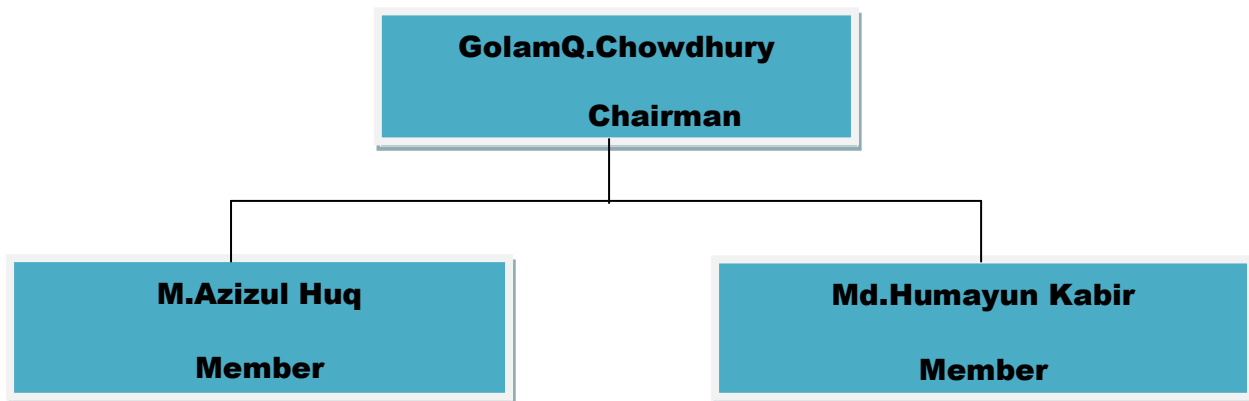 GolamQ.Chowdhury
Chairman
M.Azizul Huq
Member
Md.Humayun Kabir
Member